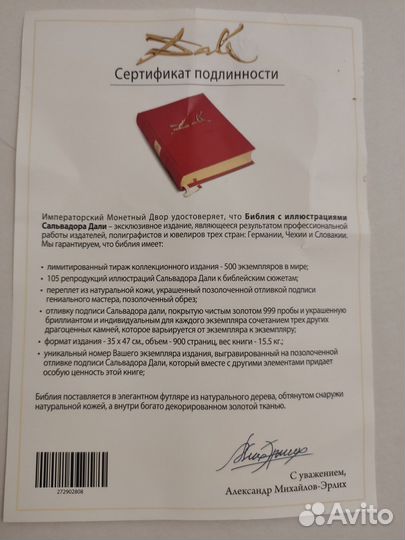 Dalí
Сертификат подлинности
Императорский Монетный Двор удостоверяет, что Библия с иллюстрациями
Сальвадора Дали – эксклюзивное издание, являющееся результатом профессиональной
работы издателей, полиграфистов и ювелиров трех стран: Германии, Чехии и Словакии.
Мы гарантируем, что библия имеет:
• лимитированный тираж коллекционного издания - 500 экземпляров в мире;
• 105 репродукций иллюстраций Сальвадора Дали к библейским сюжетам;
• переплет из натуральной кожи, украшенный позолоченной отливкой подписи
гениального мастера, позолоченный обрез;
• отливку подписи Сальвадора дали, покрытую чистым золотом 999 пробы и украшенную
бриллиантом и индивидуальным для каждого экземпляра сочетанием трех других
драгоценных камней, которое варьируется от экземпляра к экземпляру;
• формат издания - 35 х 47 см, объем - 900 страниц, вес книги - 15.5 кг.;
• уникальный номер Вашего экземпляра издания, выгравированный на позолоченной
отливке подписи Сальвадора Дали, который вместе с другими элементами придает
особую ценность этой книге;
Библия поставляется в элегантном футляре из натурального дерева, обтянутом снаружи
натуральной кожей, а внутри богато декорированном золотой тканью.
С уважением,
Александр Михайлов-Эрлих
272902808
Avito